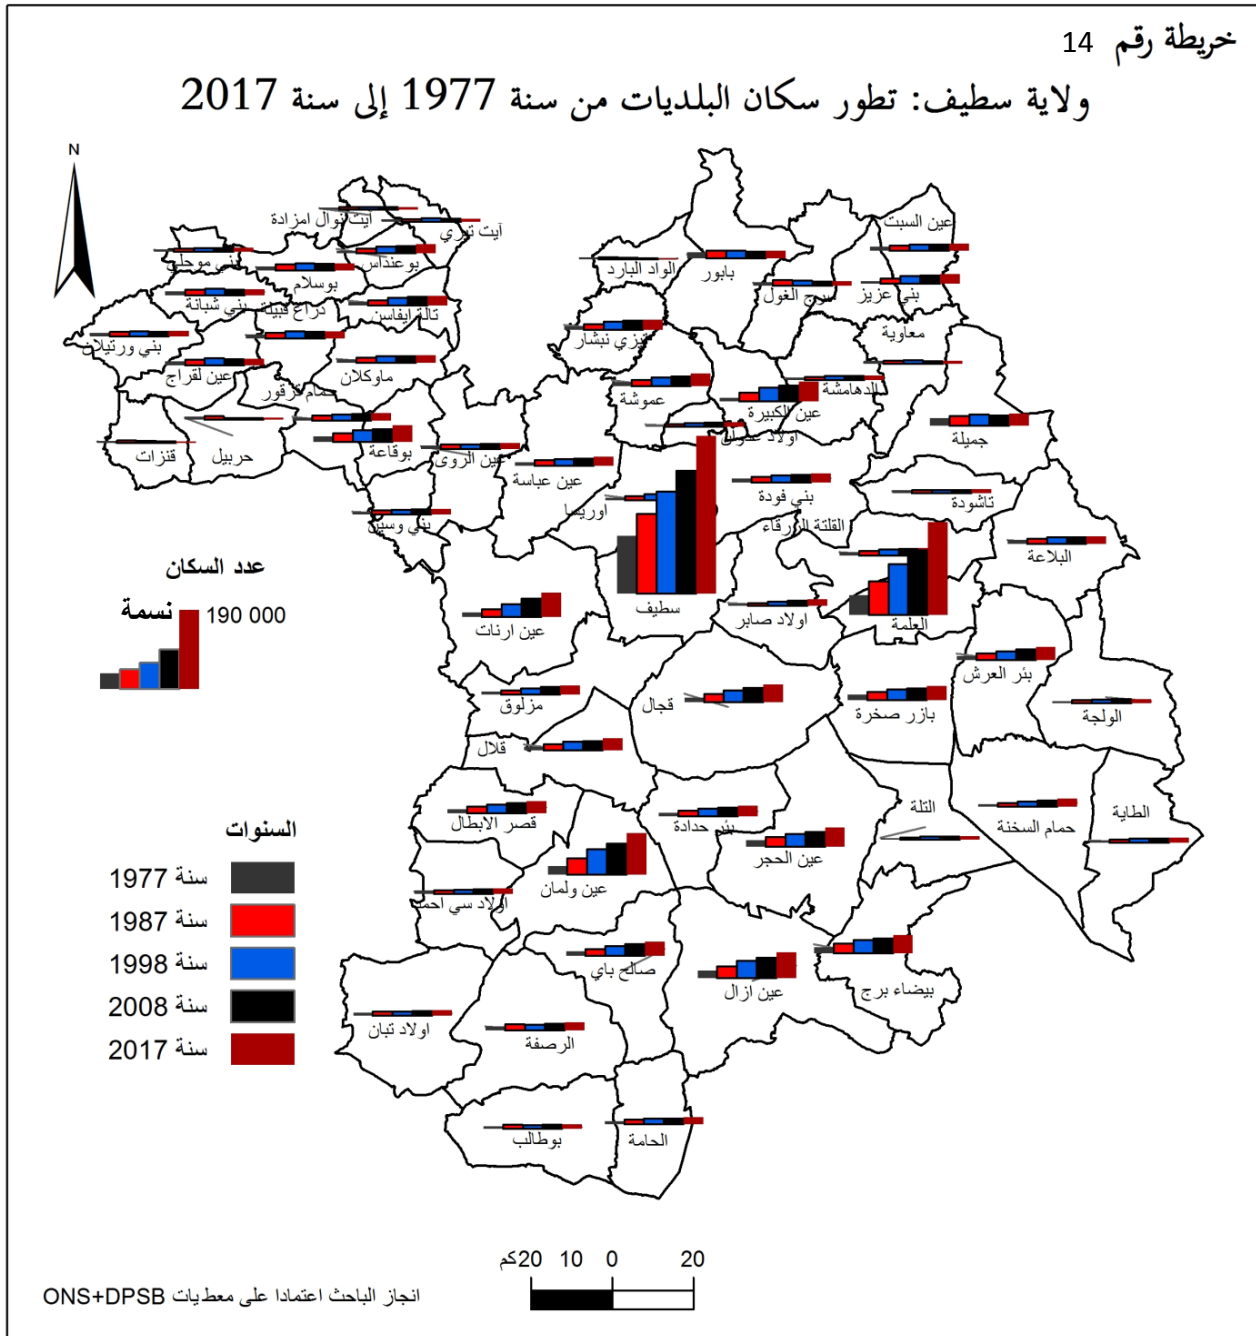 خريطة رقم 14
ولاية سطيف: تطور سكان البلديات من سنة 1977 إلى سنة 2017
N
آيت نوال امزادة
آيت تيزي
عين السبت
بني موحلي
بوعنداس
بوسلام
الواد البارد
بابور
سرج الغول
بني عزيز
بني شبانة
ذراع قبيلة
تالة ايفاسن
تيزي نبشار
معاوية
بني ورتيلان
عين لقراج
ماوكلان
حمام قرقور
عموشة
عين الكبيرة
الدهامشة
جميلة
اولاد عدوان
قنزات
حربيل
بوقاعة
عين الروى
عين عباسة
اوريسا
بني فودة
تاشودة
بني وسين
القلتة الزرقاء
البلاعة
عدد السكان
نسمة
190 000
عين ارنات
سطيف
اولاد صابر
العلمة
بئر العرش
مزلوق
قجال
بازر صخرة
الولجة
قلال
قصر الابطال
بئر حدادة
عين الحجر
التلة
حمام السخنة
الطاية
السنوات
سنة 1977
سنة 1987
سنة 1998
سنة 2008
سنة 2017
عين ولمان
اولاد سي احمد
صالح باي
عين ازال
بيضاء برج
اولاد تبان
الرصفة
بوطالب
الحامة
20كم 10 0 20
انجاز الباحث اعتمادا على معطيات ONS+DPSB